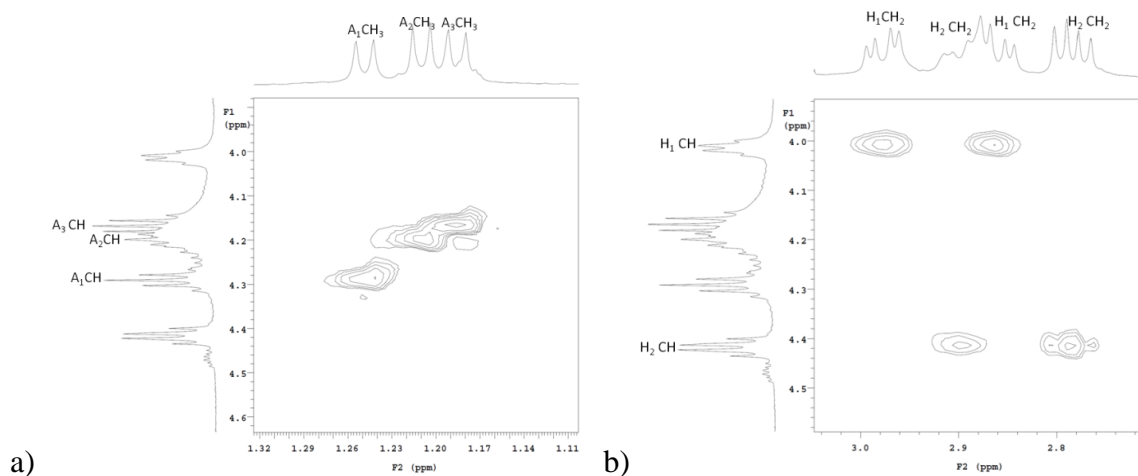 A₁CH₃ A₂CH₃ A₃CH₃
F1
(ppm)
4.0
4.1
A₃ CH
4.2
A₂CH
A₁CH
4.3
4.4
4.5
4.6
1.32 1.29 1.26 1.23 1.20 1.17 1.14 1.11
F2 (ppm)
a)
H₁CH₂ H₂ CH₂ H₁ CH₂ H₂ CH₂
F1
(ppm)
H₁ CH
4.0
4.1
4.2
4.3
H₂ CH
4.4
4.5
3.0 2.9 2.8
F2 (ppm)
b)